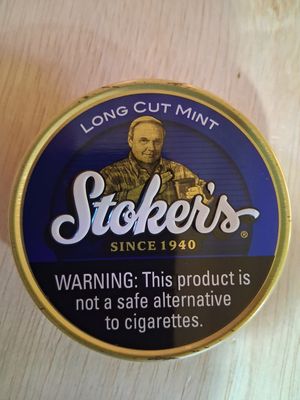 LONG CUT MINT
Stoker's®
SINCE 1940
WARNING: This product is
not a safe alternative
to cigarettes.